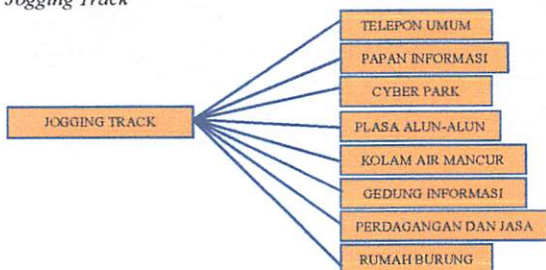 Jogging Track
TELEPON UMUM
PAPAN INFORMASI
CYBER PARK
JOGGING TRACK
PLASA ALUN-ALUN
KOLAM AIR MANCUR
GEDUNG INFORMASI
PERDAGANGAN DAN JASA
RUMAH BURUNG